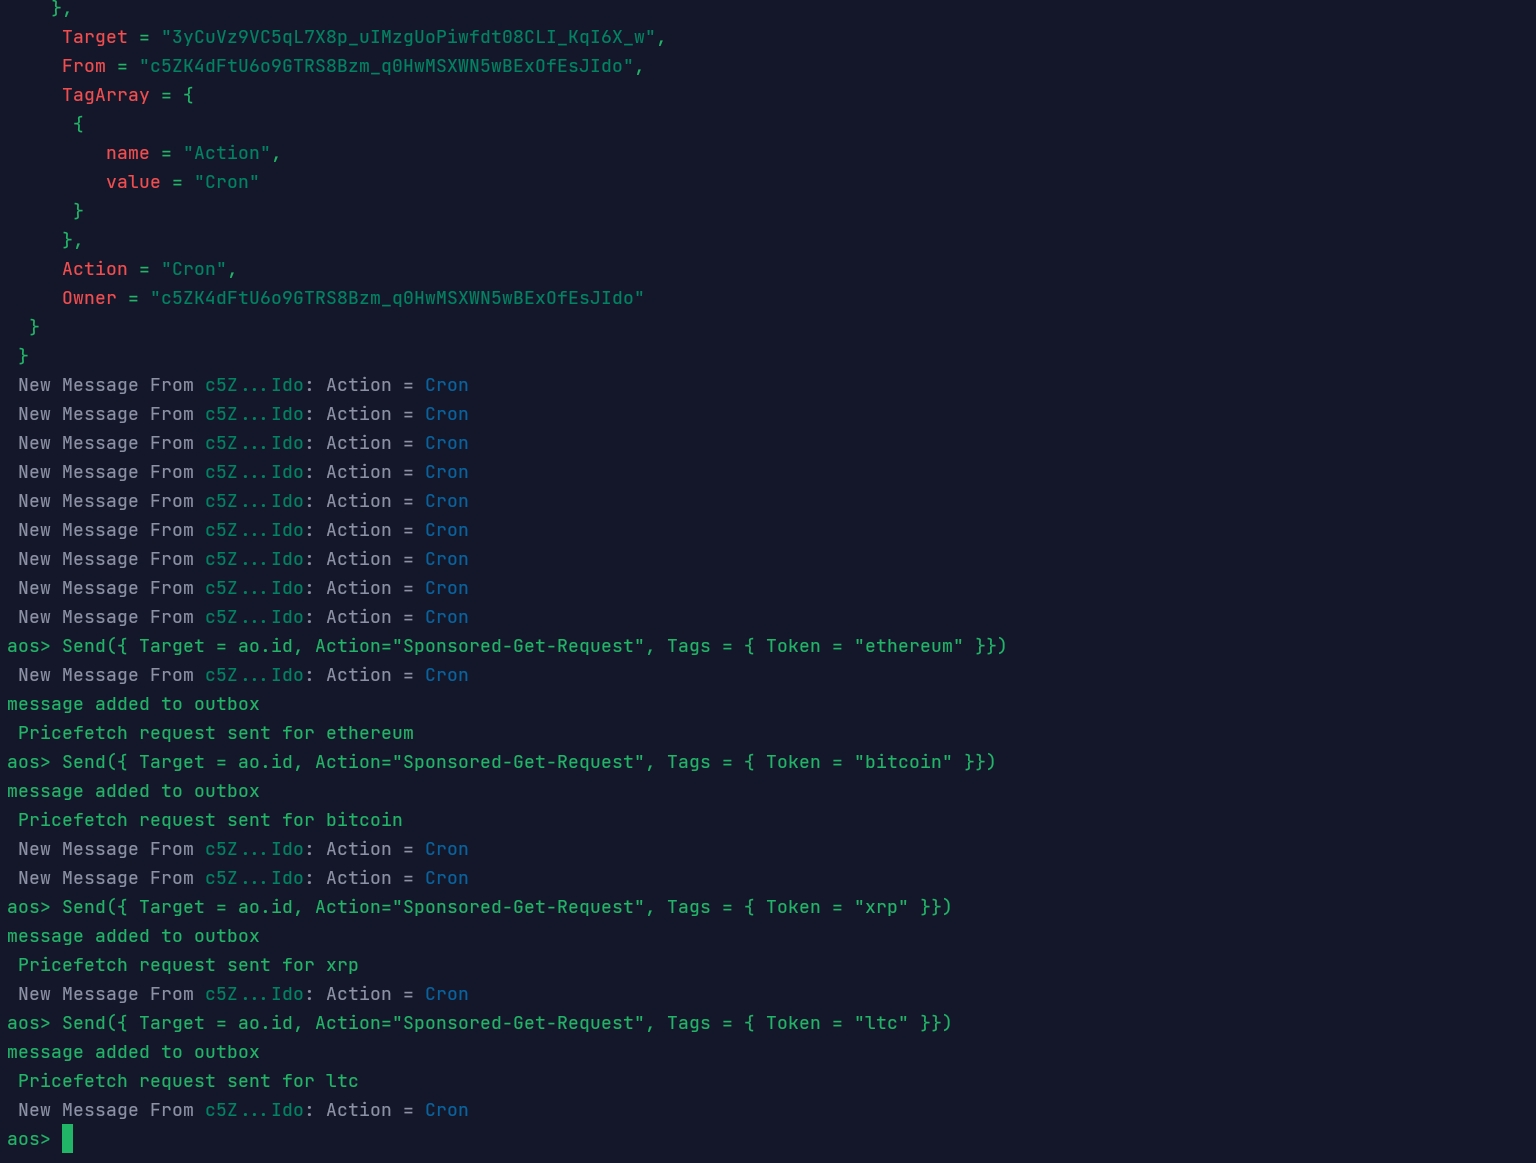 },
Target = "3yCuVz9VC5qL7X8p_uIMzgUoPiwfdt08CLI_KqI6X_w",
From = "c5ZK4dFtU6o9GTRS8Bzm_q0HwMSXWN5wBExOfEsJIdo",
TagArray = {
{
name = "Action",
value = "Cron"
}
},
Action = "Cron",
Owner = "c5ZK4dFtU6o9GTRS8Bzm_q0HwMSXWN5wBExOfEsJIdo"
}
}
New Message From c5Z...Ido: Action = Cron
New Message From c5Z...Ido: Action = Cron
New Message From c5Z...Ido: Action = Cron
New Message From c5Z...Ido: Action = Cron
New Message From c5Z...Ido: Action = Cron
New Message From c5Z...Ido: Action = Cron
New Message From c5Z...Ido: Action = Cron
New Message From c5Z...Ido: Action = Cron
New Message From c5Z...Ido: Action = Cron
aos> Send({ Target = ao.id, Action="Sponsored-Get-Request", Tags = { Token = "ethereum" }})
New Message From c5Z...Ido: Action = Cron
message added to outbox
Pricefetch request sent for ethereum
aos> Send({ Target = ao.id, Action="Sponsored-Get-Request", Tags = { Token = "bitcoin" }})
message added to outbox
Pricefetch request sent for bitcoin
New Message From c5Z...Ido: Action = Cron
New Message From c5Z...Ido: Action = Cron
aos> Send({ Target = ao.id, Action="Sponsored-Get-Request", Tags = { Token = "xrp" }})
message added to outbox
Pricefetch request sent for xrp
New Message From c5Z...Ido: Action = Cron
aos> Send({ Target = ao.id, Action="Sponsored-Get-Request", Tags = { Token = "ltc" }})
message added to outbox
Pricefetch request sent for ltc
New Message From c5Z...Ido: Action = Cron
aos>